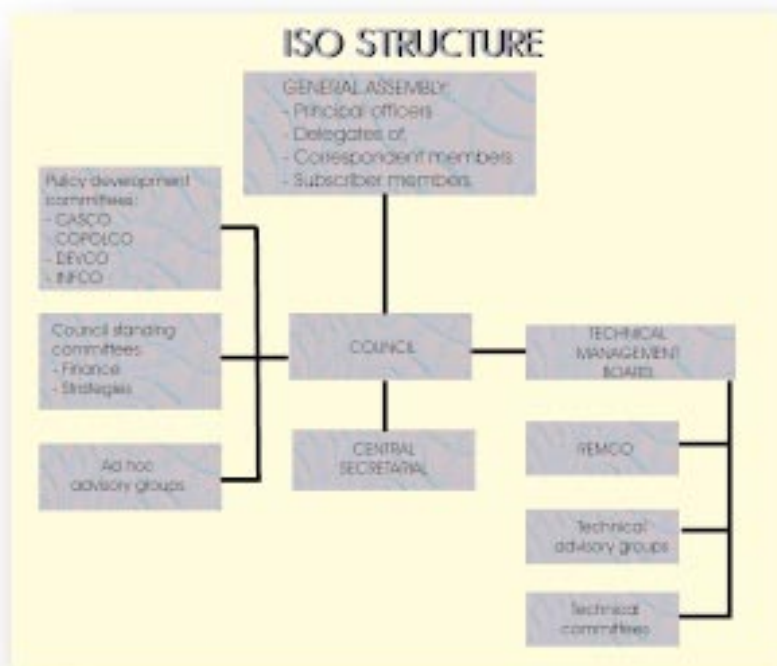 ISO STRUCTURE
GENERAL ASSEMBLY:
- Principal officers
- Delegates of:
- Correspondent members
- Subscriber members
Policy development
committees:
- CASCO
- COPOLCO
- DEVCO
- INFCO
Council standing
committees
- Finance
- Strategies
Ad hoc
advisory groups
COUNCIL
CENTRAL
SECRETARIAL
TECHNICAL
MANAGEMENT
BOARD
REMCO
Technical
advisory groups
Technical
committees